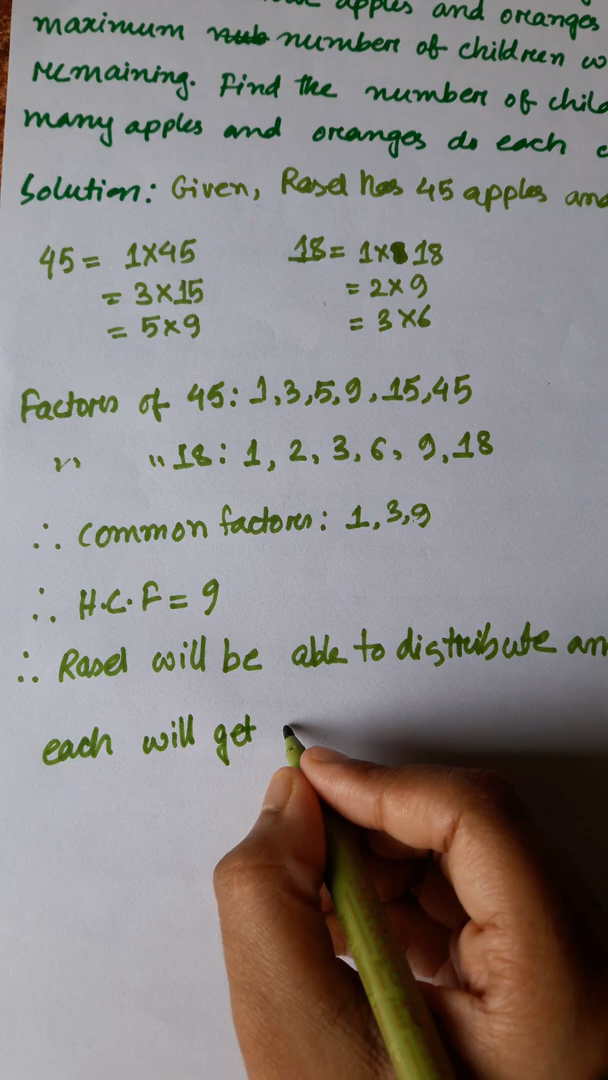 apples and oranges
maximum numbers of children
remaining. Find the number of
many apples and oranges do each
Solution: Given, Rasel has 45 apples and
45 = 1×45 18 = 1×18
= 3×15 = 2×9
= 5×9 = 3×6
Factors of 45: 1,3,5,9,15,45
" " 18: 1, 2, 3, 6, 9, 18
∴ Common factors: 1,3,9
∴ H.C.F = 9
∴ Rasel will be able to distribute
each will get